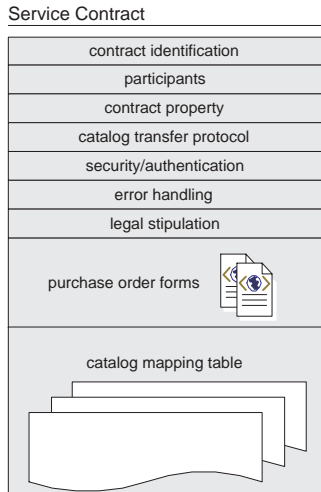 Service Contract
contract identification
participants
contract property
catalog transfer protocol
security/authentication
error handling
legal stipulation
purchase order forms
catalog mapping table